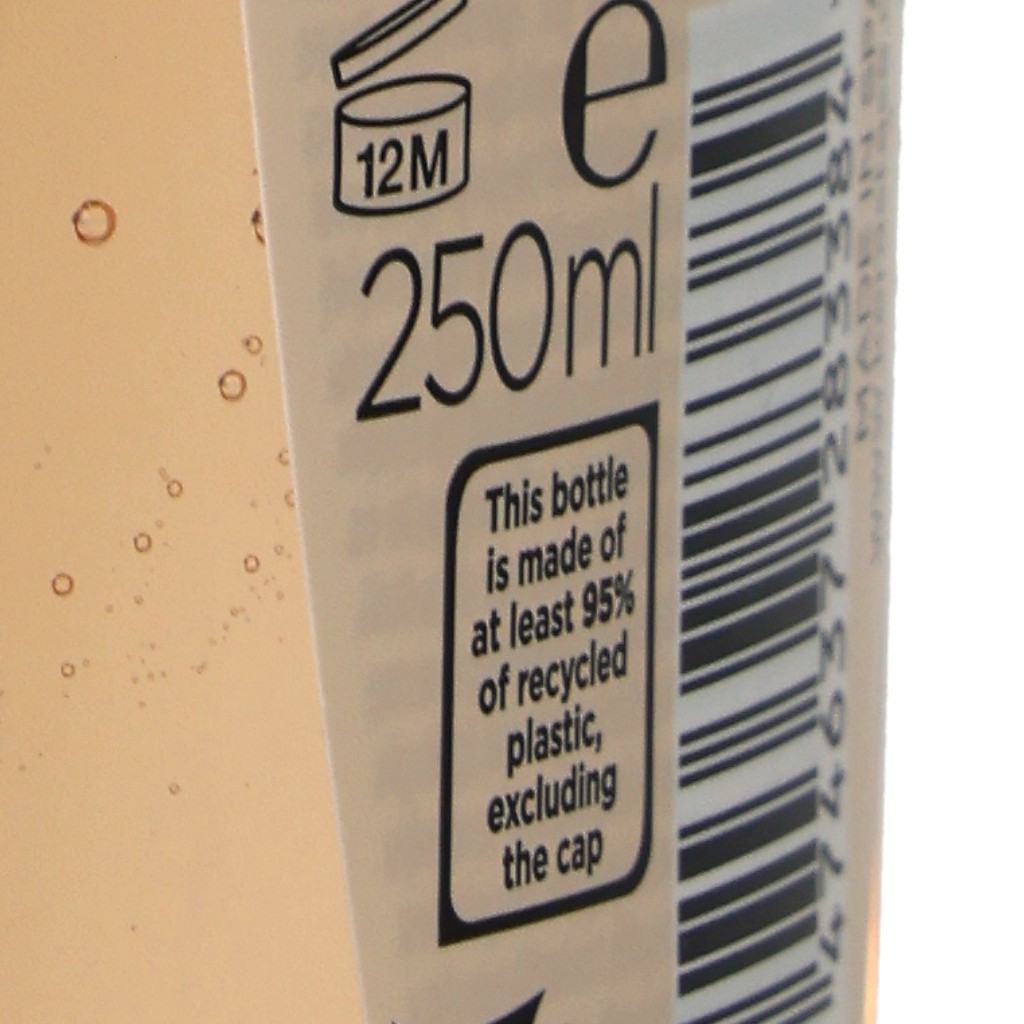 12M
e
250ml
This bottle
is made of
at least 95%
of recycled
plastic,
excluding
the cap